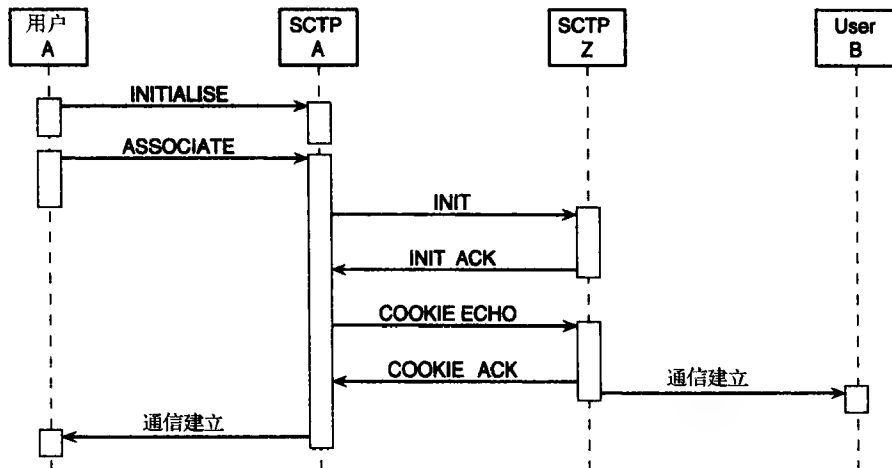 用户
A
SCTP
A
SCTP
Z
User
B
INITIALISE
ASSOCIATE
INIT
INIT ACK
COOKIE ECHO
COOKIE ACK
通信建立
通信建立